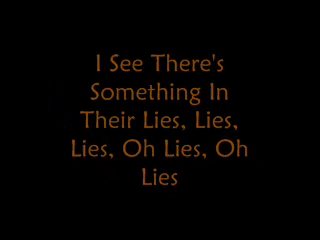 I See There's
Something In
Their Lies, Lies,
Lies, Oh Lies, Oh
Lies